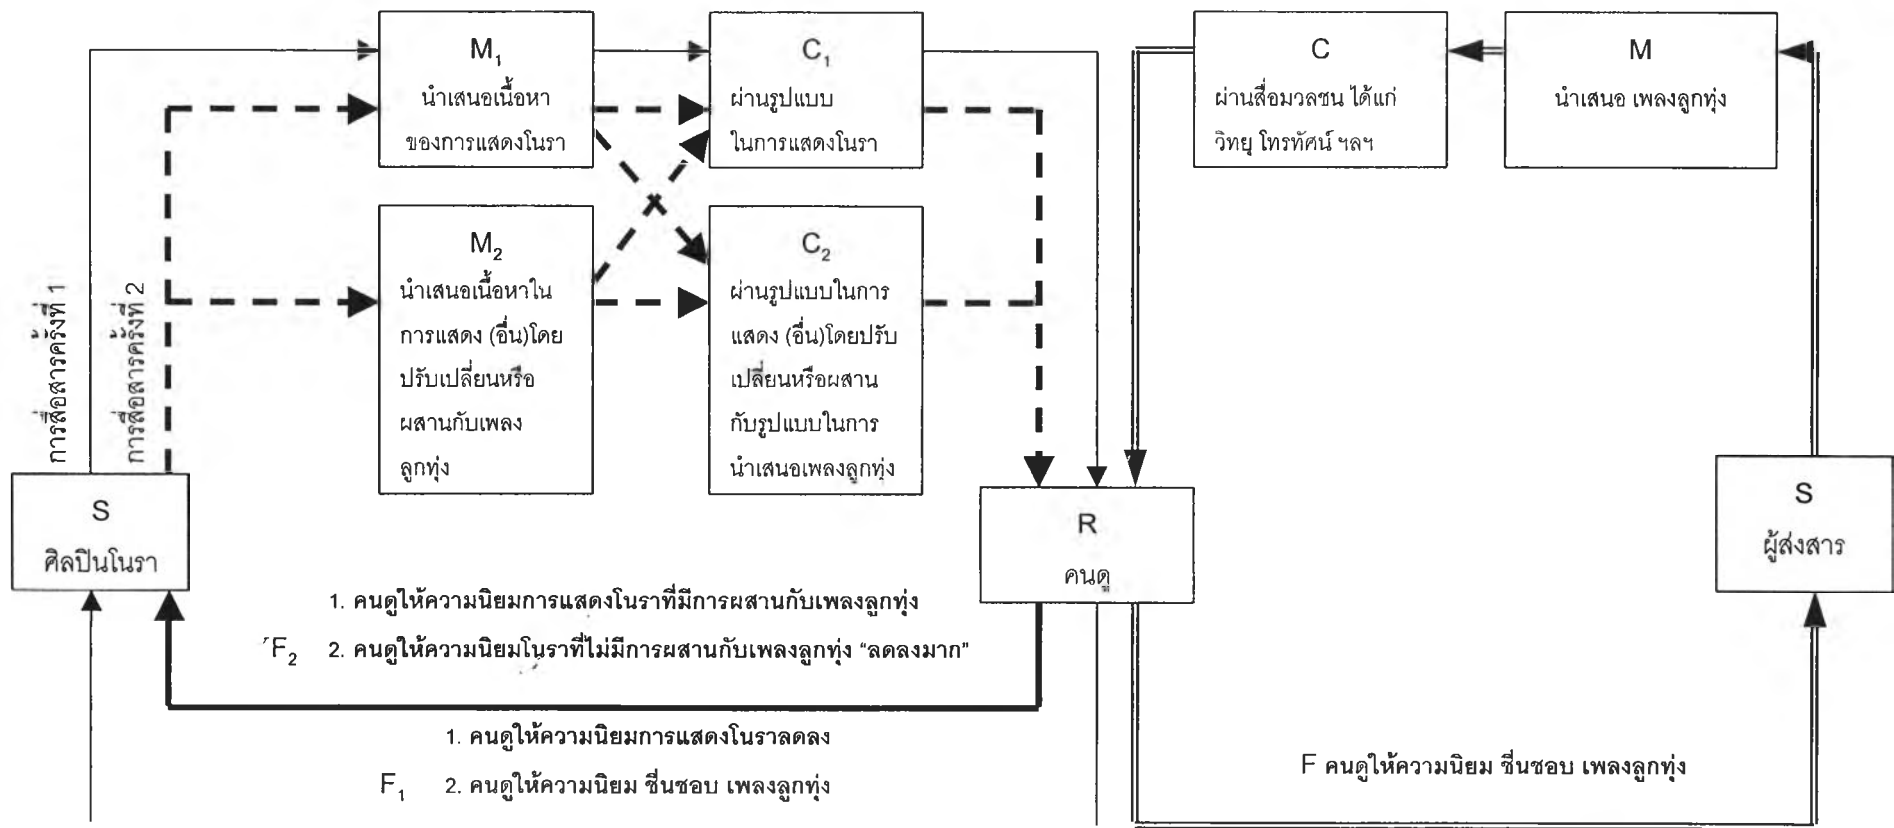 M1
นำเสนอเนื้อหา
ของการแสดงโนรา
C1
ผ่านรูปแบบ
ในการแสดงโนรา
C
ผ่านสื่อมวลชน ได้แก่
วิทยุ โทรทัศน์ ฯลฯ
M
นำเสนอ เพลงลูกทุ่ง
M2
นำเสนอเนื้อหาใน
การแสดง (อื่น)โดย
ปรับเปลี่ยนหรือ
ผสานกับเพลง
ลูกทุ่ง
C2
ผ่านรูปแบบในการ
แสดง (อื่น)โดยปรับ
เปลี่ยนหรือผสาน
กับรูปแบบในการ
นำเสนอเพลงลูกทุ่ง
การสื่อสารครั้งที่ 1
การสื่อสารครั้งที่ 2
S
ศิลปินโนรา
R
คนดู
S
ผู้ส่งสาร
1. คนดูให้ความนิยมการแสดงโนราที่มีการผสานกับเพลงลูกทุ่ง
F2 2. คนดูให้ความนิยมโนราที่ไม่มีการผสานกับเพลงลูกทุ่ง “ลดลงมาก”
1. คนดูให้ความนิยมการแสดงโนราลดลง
F1 2. คนดูให้ความนิยม ชื่นชอบ เพลงลูกทุ่ง
F คนดูให้ความนิยม ชื่นชอบ เพลงลูกทุ่ง